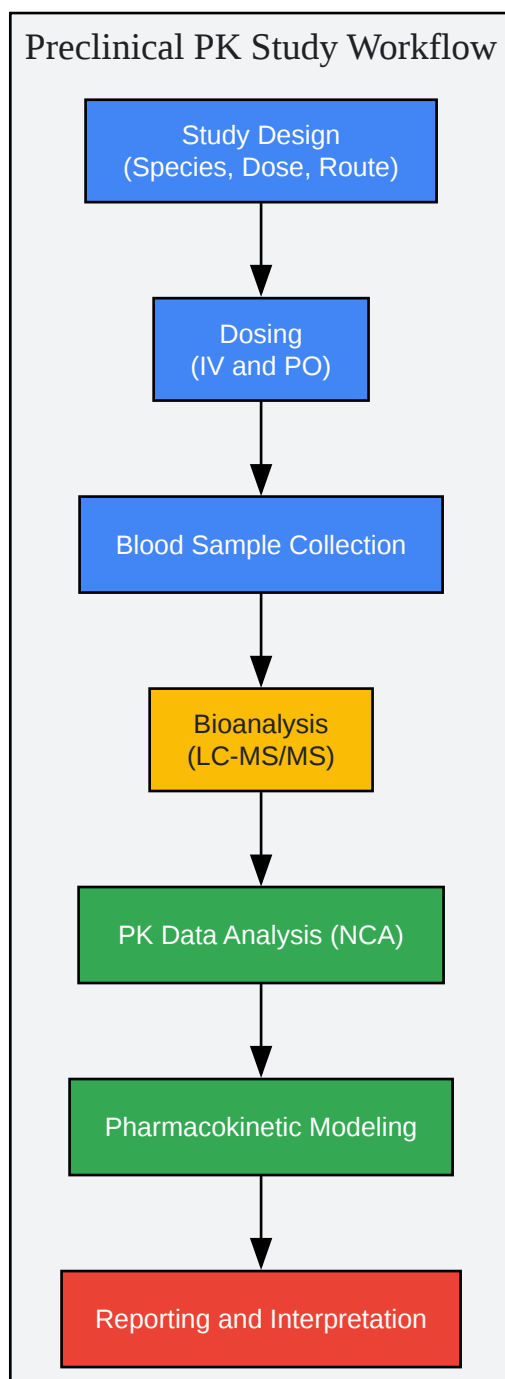 Preclinical PK Study Workflow
Study Design
(Species, Dose, Route)
Dosing
(IV and PO)
Blood Sample Collection
Bioanalysis
(LC-MS/MS)
PK Data Analysis (NCA)
Pharmacokinetic Modeling
Reporting and Interpretation